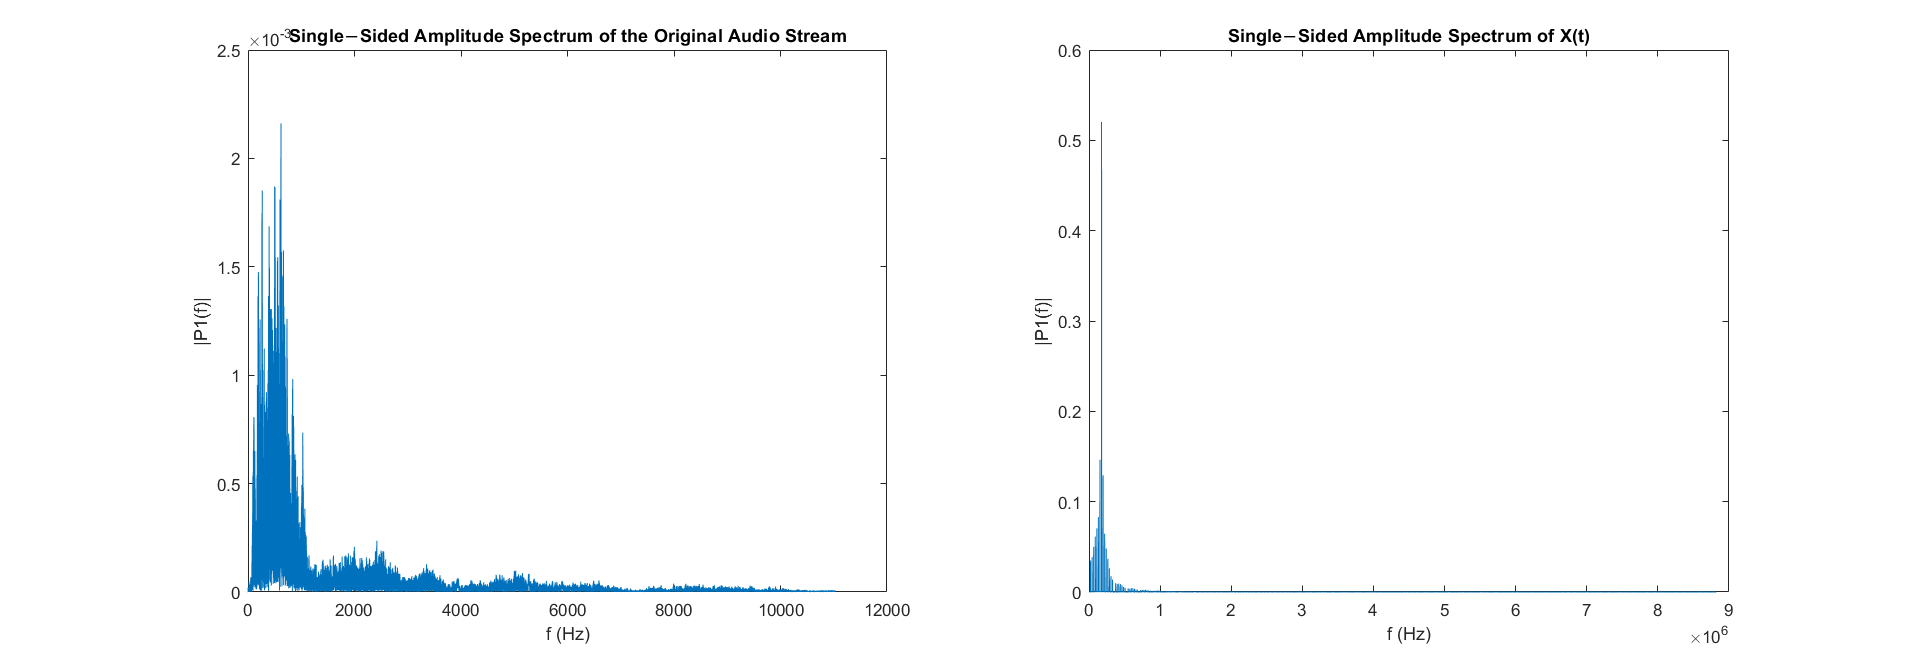 ×10-3
Single−Sided Amplitude Spectrum of the Original Audio Stream
2.5
2
1.5
1
0.5
0
|P1(f)|
0 2000 4000 6000 8000 10000 12000
f (Hz)
Single−Sided Amplitude Spectrum of X(t)
0.6
0.5
0.4
0.3
0.2
0.1
0
|P1(f)|
0 1 2 3 4 5 6 7 8 9
f (Hz)
×10^6